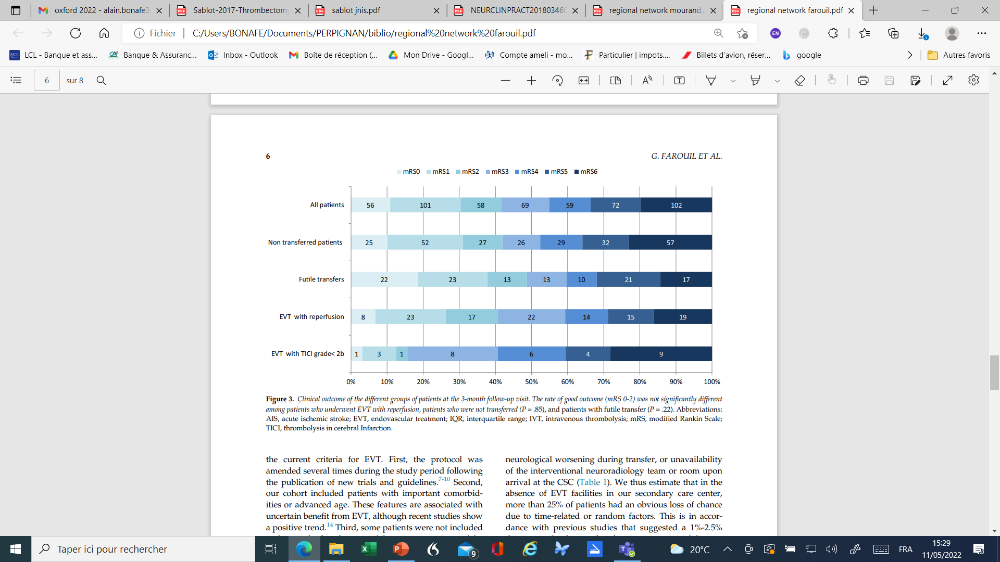 oxford 2022 - alain.bonafe3
Sablot-2017-Thrombectomy
sablot jnis.pdf
NEURCLINPRACT201803460
regional network mourand.
regional network farouil.pdf
Fichier
C:/Users/BONAFE/Documents/PERPIGNAN/biblio/regional%20network%20farouil.pdf
EN
LCL - Banque et ass...
Banque & Assuranc...
Inbox - Outlook
Boîte de réception (...
Mon Drive - Googl...
Compte ameli - mo...
Particulier | impots....
Billets d'avion, réser...
google
Autres favoris
6 sur 8
6
G. FAROUIL ET AL.
mRS0 mRS1 mRS2 mRS3 mRS4 mRS5 mRS6
All patients 56 101 58 69 59 72 102
Non transferred patients 25 52 27 26 29 32 57
Futile transfers 22 23 13 13 10 21 17
EVT with reperfusion 8 23 17 22 14 15 19
EVT with TICI grade< 2b 1 3 1 8 6 4 9
0% 10% 20% 30% 40% 50% 60% 70% 80% 90% 100%
Figure 3. Clinical outcome of the different groups of patients at the 3-month follow-up visit. The rate of good outcome (mRS 0-2) was not significantly different
among patients who underwent EVT with reperfusion, patients who were not transferred (P = .85), and patients with futile transfer (P = .22). Abbreviations:
AIS, acute ischemic stroke; EVT, endovascular treatment; IQR, interquartile range; IVT, intravenous thrombolysis; mRS, modified Rankin Scale;
TICI, thrombolysis in cerebral Infarction.
the current criteria for EVT. First, the protocol was
amended several times during the study period following
the publication of new trials and guidelines.7-10 Second,
our cohort included patients with important comorbid-
ities or advanced age. These features are associated with
uncertain benefit from EVT, although recent studies show
a positive trend.14 Third, some patients were not included
neurological worsening during transfer, or unavailability
of the interventional neuroradiology team or room upon
arrival at the CSC (Table 1). We thus estimate that in the
absence of EVT facilities in our secondary care center,
more than 25% of patients had an obvious loss of chance
due to time-related or random factors. This is in accor-
dance with previous studies that suggested a 1%-2.5%
Taper ici pour rechercher
9
20°C
FRA
15:29
11/05/2022